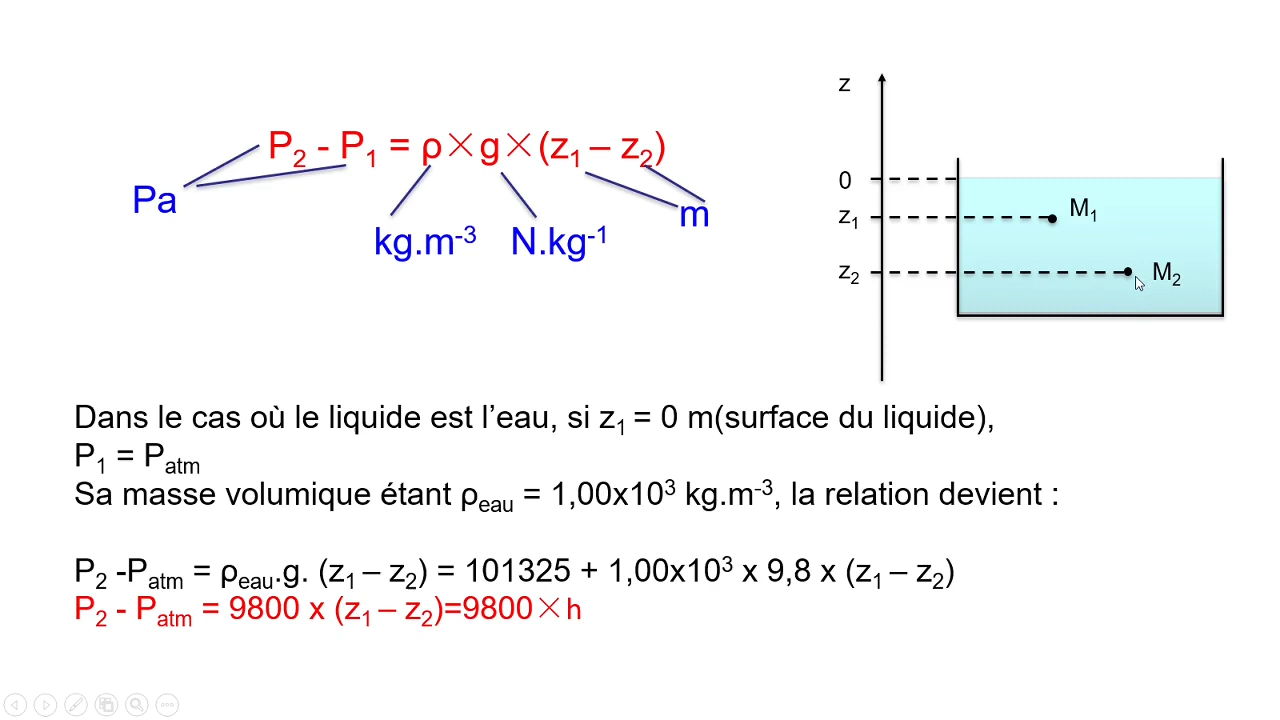 P₂ - P₁ = ρ×g×(z₁ – z₂)
Pa
kg.m⁻³
N.kg⁻¹
m
z
0
z₁
z₂
M₁
M₂
Dans le cas où le liquide est l’eau, si z₁ = 0 m(surface du liquide),
P₁ = Pₐₜₘ
Sa masse volumique étant ρₑₐᵤ = 1,00x10³ kg.m⁻³, la relation devient :
P₂ -Pₐₜₘ = ρₑₐᵤ.g. (z₁ – z₂) = 101325 + 1,00x10³ x 9,8 x (z₁ – z₂)
P₂ - Pₐₜₘ = 9800 x (z₁ – z₂)=9800×h